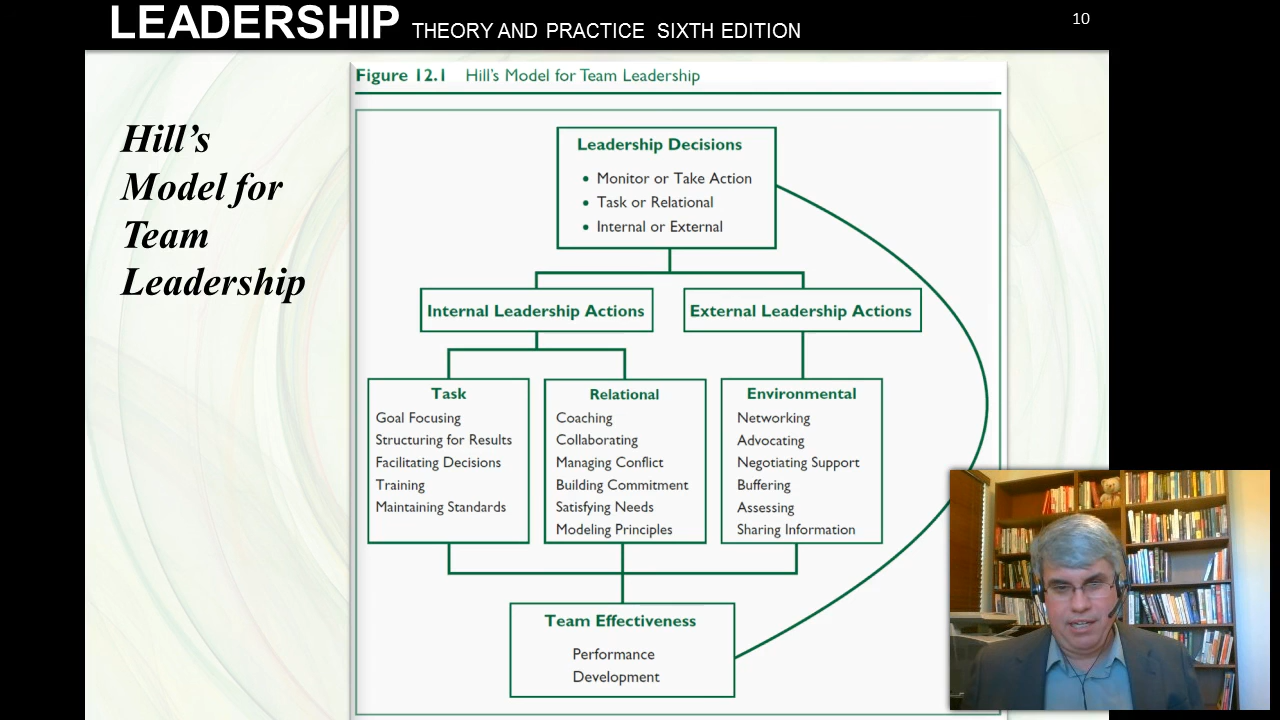 LEADERSHIP THEORY AND PRACTICE SIXTH EDITION
10
Hill's
Model for
Team
Leadership
Figure 12.1 Hill's Model for Team Leadership
Leadership Decisions
• Monitor or Take Action
• Task or Relational
• Internal or External
Internal Leadership Actions
External Leadership Actions
Task
Goal Focusing
Structuring for Results
Facilitating Decisions
Training
Maintaining Standards
Relational
Coaching
Collaborating
Managing Conflict
Building Commitment
Satisfying Needs
Modeling Principles
Environmental
Networking
Advocating
Negotiating Support
Buffering
Assessing
Sharing Information
Team Effectiveness
Performance
Development